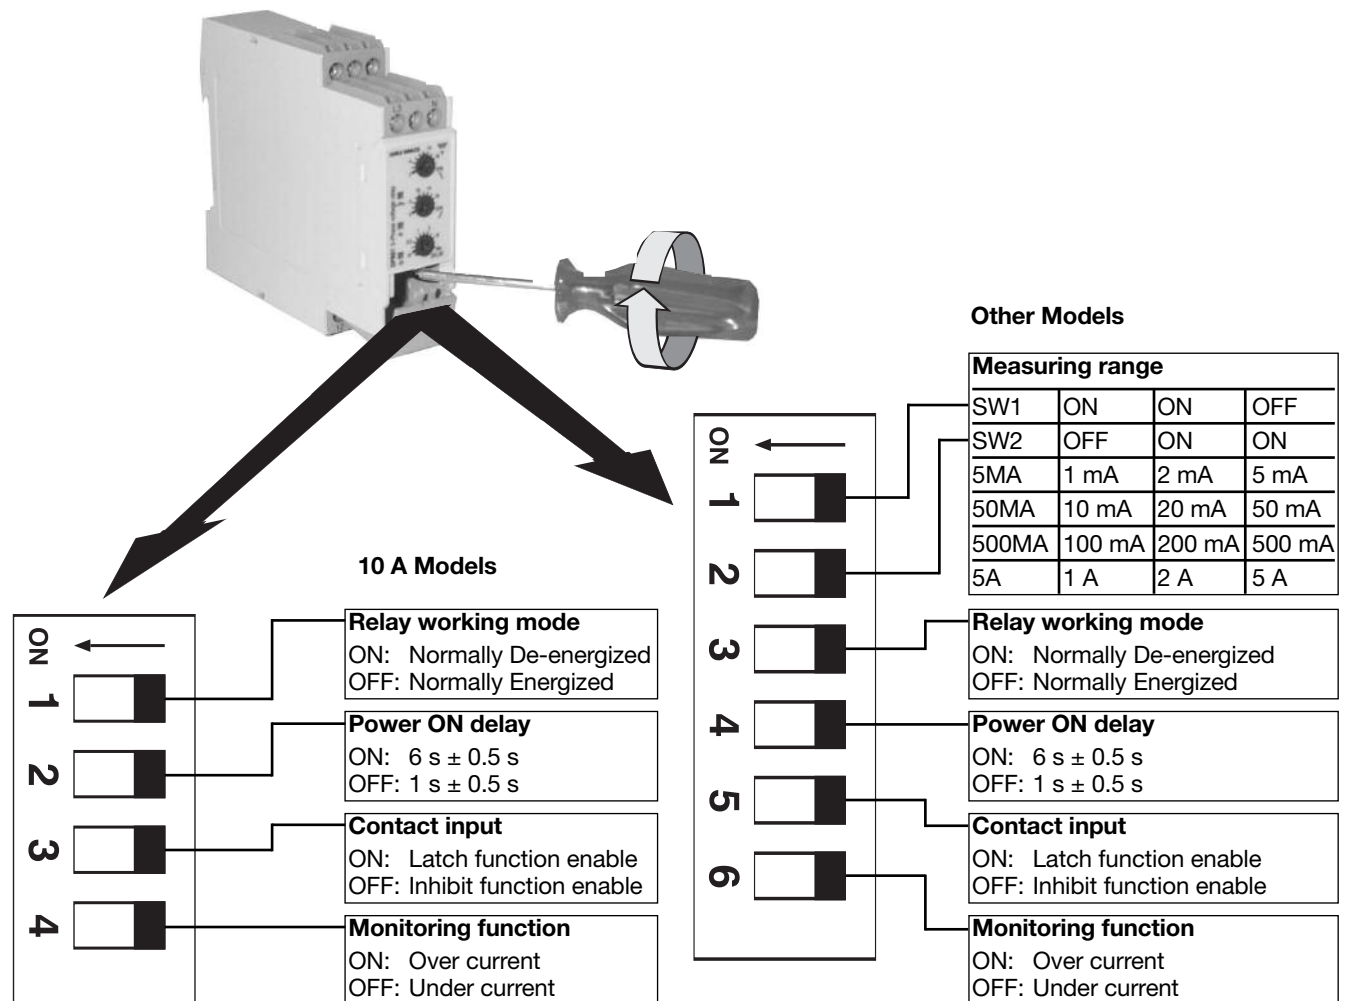 Other Models
Measuring range
SW1 ON ON OFF
SW2 OFF ON ON
5MA 1 mA 2 mA 5 mA
50MA 10 mA 20 mA 50 mA
500MA 100 mA 200 mA 500 mA
5A 1 A 2 A 5 A
ON
1
2
3
4
5
6
Relay working mode
ON: Normally De-energized
OFF: Normally Energized
Power ON delay
ON: 6 s ± 0.5 s
OFF: 1 s ± 0.5 s
Contact input
ON: Latch function enable
OFF: Inhibit function enable
Monitoring function
ON: Over current
OFF: Under current
10 A Models
ON
1
2
3
4
Relay working mode
ON: Normally De-energized
OFF: Normally Energized
Power ON delay
ON: 6 s ± 0.5 s
OFF: 1 s ± 0.5 s
Contact input
ON: Latch function enable
OFF: Inhibit function enable
Monitoring function
ON: Over current
OFF: Under current